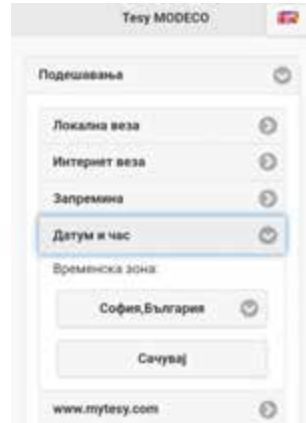 Tesy MODECO
Подешавања
Локална веза
Интернет веза
Запремина
Датум и час
Временска зона:
София,България
Сачувај
www.mytesy.com